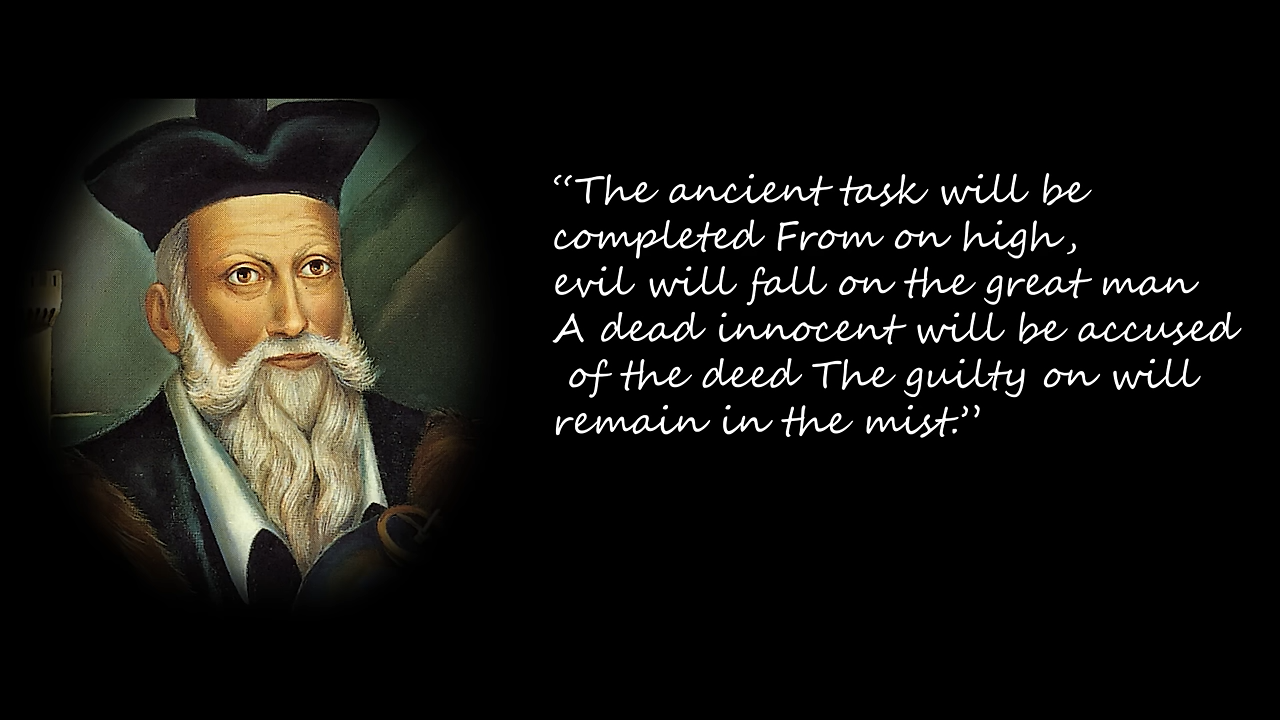 “The ancient task will be
completed From on high,
evil will fall on the great man
A dead innocent will be accused
of the deed The guilty on will
remain in the mist.”